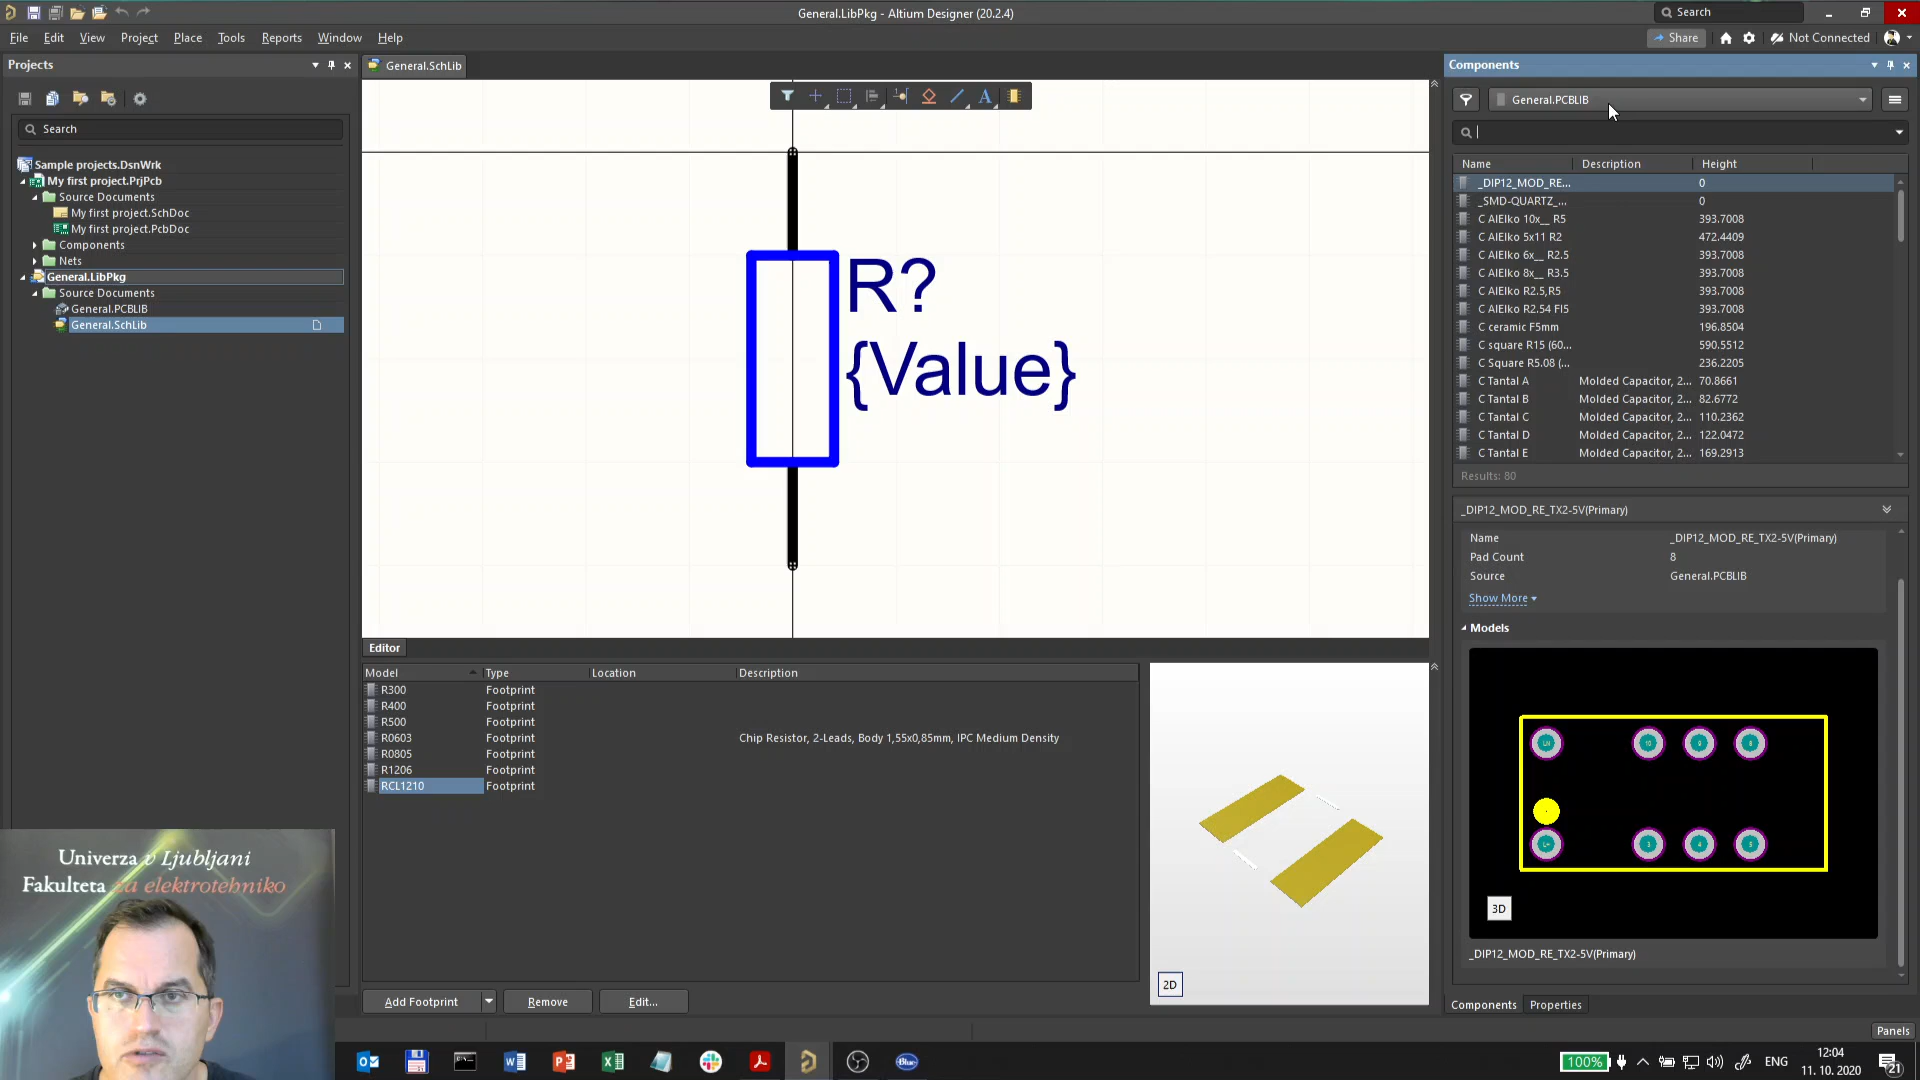 General.LibPkg - Altium Designer (20.2.4)
Search
File Edit View Project Place Tools Reports Window Help
Share
Not Connected
Projects
Search
Sample projects.DsnWrk
My first project.PrjPcb
Source Documents
My first project.SchDoc
My first project.PcbDoc
Components
Nets
General.LibPkg
Source Documents
General.PCBLIB
General.SchLib
General.SchLib
R?
{Value}
Editor
Model Type Location Description
R300 Footprint
R400 Footprint
R500 Footprint
R0603 Footprint Chip Resistor, 2-Leads, Body 1,55x0,85mm, IPC Medium Density
R0805 Footprint
R1206 Footprint
RCL1210 Footprint
Add Footprint
Remove
Edit...
2D
Components
General.PCBLIB
Name Description Height
_DIP12_MOD_RE... 0
_SMD-QUARTZ_... 0
C AlElko 10x__ R5 393.7008
C AlElko 5x11 R2 472.4409
C AlElko 6x__ R2.5 393.7008
C AlElko 8x__ R3.5 393.7008
C AlElko R2.5,R5 393.7008
C AlElko R2.54 FI5 393.7008
C ceramic F5mm 196.8504
C square R15 (60... 590.5512
C Square R5.08 (... 236.2205
C Tantal A Molded Capacitor, 2... 70.8661
C Tantal B Molded Capacitor, 2... 82.6772
C Tantal C Molded Capacitor, 2... 110.2362
C Tantal D Molded Capacitor, 2... 122.0472
C Tantal E Molded Capacitor, 2... 169.2913
Results: 80
_DIP12_MOD_RE_TX2-5V(Primary)
Name _DIP12_MOD_RE_TX2-5V(Primary)
Pad Count 8
Source General.PCBLIB
Show More
Models
10 9 8
3 4 5
3D
_DIP12_MOD_RE_TX2-5V(Primary)
Components Properties
Panels
Univerza v Ljubljani
Fakulteta za elektrotehniko
100%
ENG
12:04
11. 10. 2020
21